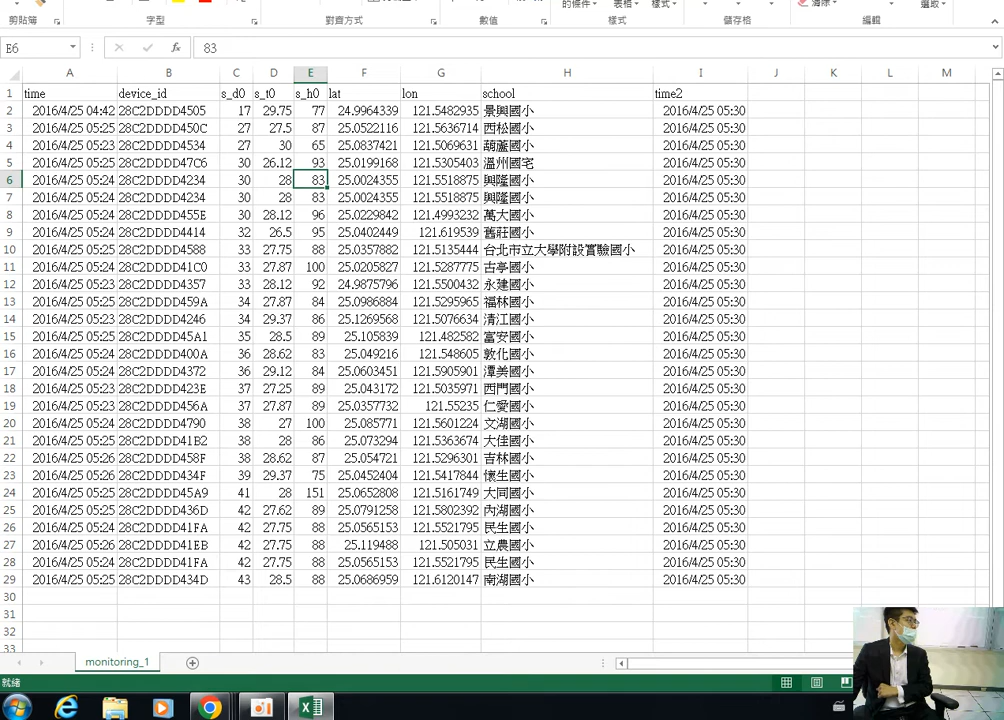 的條件 表格 樣式 清除 選取
剪貼簿 字型 對齊方式 數值 樣式 儲存格 編輯
E6 fx 83
A B C D E F G H I J K L M
1 time device_id s_d0 s_t0 s_h0 lat lon school time2
2 2016/4/25 04:42 28C2DDDD4505 17 29.75 77 24.9964339 121.5482935 景興國小 2016/4/25 05:30
3 2016/4/25 05:25 28C2DDDD450C 27 27.5 87 25.0522116 121.5636714 西松國小 2016/4/25 05:30
4 2016/4/25 05:23 28C2DDDD4534 27 30 65 25.0837421 121.5069631 葫蘆國小 2016/4/25 05:30
5 2016/4/25 05:25 28C2DDDD47C6 30 26.12 93 25.0199168 121.5305403 溫州國宅 2016/4/25 05:30
6 2016/4/25 05:24 28C2DDDD4234 30 28 83 25.0024355 121.5518875 興隆國小 2016/4/25 05:30
7 2016/4/25 05:24 28C2DDDD4234 30 28 83 25.0024355 121.5518875 興隆國小 2016/4/25 05:30
8 2016/4/25 05:24 28C2DDDD455E 30 28.12 96 25.0229842 121.4993232 萬大國小 2016/4/25 05:30
9 2016/4/25 05:23 28C2DDDD4414 32 26.5 95 25.0402449 121.619539 舊莊國小 2016/4/25 05:30
10 2016/4/25 05:24 28C2DDDD4588 33 27.75 88 25.0357882 121.5135444 台北市立大學附設實驗國小 2016/4/25 05:30
11 2016/4/25 05:24 28C2DDDD41C0 33 27.87 100 25.0205827 121.5287775 古亭國小 2016/4/25 05:30
12 2016/4/25 05:23 28C2DDDD4357 33 28.12 92 24.9875796 121.5500432 永建國小 2016/4/25 05:30
13 2016/4/25 05:24 28C2DDDD459A 34 27.87 84 25.0986884 121.5295965 福林國小 2016/4/25 05:30
14 2016/4/25 05:23 28C2DDDD4246 34 29.37 86 25.1269568 121.5076634 清江國小 2016/4/25 05:30
15 2016/4/25 05:25 28C2DDDD45A1 35 28.5 89 25.105839 121.482582 富安國小 2016/4/25 05:30
16 2016/4/25 05:24 28C2DDDD400A 36 28.62 83 25.049216 121.548605 敦化國小 2016/4/25 05:30
17 2016/4/25 05:24 28C2DDDD4372 36 29.12 84 25.0603451 121.5905901 潭美國小 2016/4/25 05:30
18 2016/4/25 05:24 28C2DDDD423E 37 27.25 89 25.043172 121.5035971 西門國小 2016/4/25 05:30
19 2016/4/25 05:23 28C2DDDD456A 37 27.87 89 25.0357732 121.55235 仁愛國小 2016/4/25 05:30
20 2016/4/25 05:24 28C2DDDD4790 38 27 100 25.085771 121.5601224 文湖國小 2016/4/25 05:30
21 2016/4/25 05:25 28C2DDDD41B2 38 28 86 25.073294 121.5363674 大佳國小 2016/4/25 05:30
22 2016/4/25 05:26 28C2DDDD458F 38 28.62 87 25.054721 121.5296301 吉林國小 2016/4/25 05:30
23 2016/4/25 05:26 28C2DDDD434F 39 29.37 75 25.0452404 121.5417844 懷生國小 2016/4/25 05:30
24 2016/4/25 05:25 28C2DDDD45A9 41 28 151 25.0652808 121.5161749 大同國小 2016/4/25 05:30
25 2016/4/25 05:25 28C2DDDD436D 42 27.62 89 25.0791258 121.5802392 內湖國小 2016/4/25 05:30
26 2016/4/25 05:24 28C2DDDD41FA 42 27.75 88 25.0565153 121.5521795 民生國小 2016/4/25 05:30
27 2016/4/25 05:26 28C2DDDD41EB 42 27.75 88 25.119488 121.505031 立農國小 2016/4/25 05:30
28 2016/4/25 05:24 28C2DDDD41FA 42 27.75 88 25.0565153 121.5521795 民生國小 2016/4/25 05:30
29 2016/4/25 05:25 28C2DDDD434D 43 28.5 88 25.0686959 121.6120147 南湖國小 2016/4/25 05:30
30
31
32
33
monitoring_1
就緒